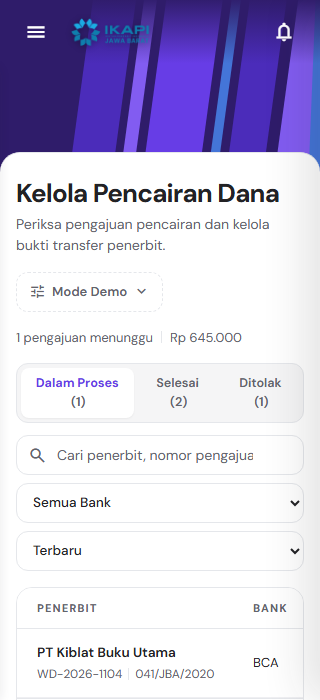 IKAPI
JAWA BARAT
Kelola Pencairan Dana
Periksa pengajuan pencairan dan kelola
bukti transfer penerbit.
Mode Demo
1 pengajuan menunggu
Rp 645.000
Dalam Proses
(1)
Selesai
(2)
Ditolak
(1)
Cari penerbit, nomor pengajua
Semua Bank
Terbaru
PENERBIT
BANK
PT Kiblat Buku Utama
WD-2026-1104
041/JBA/2020
BCA